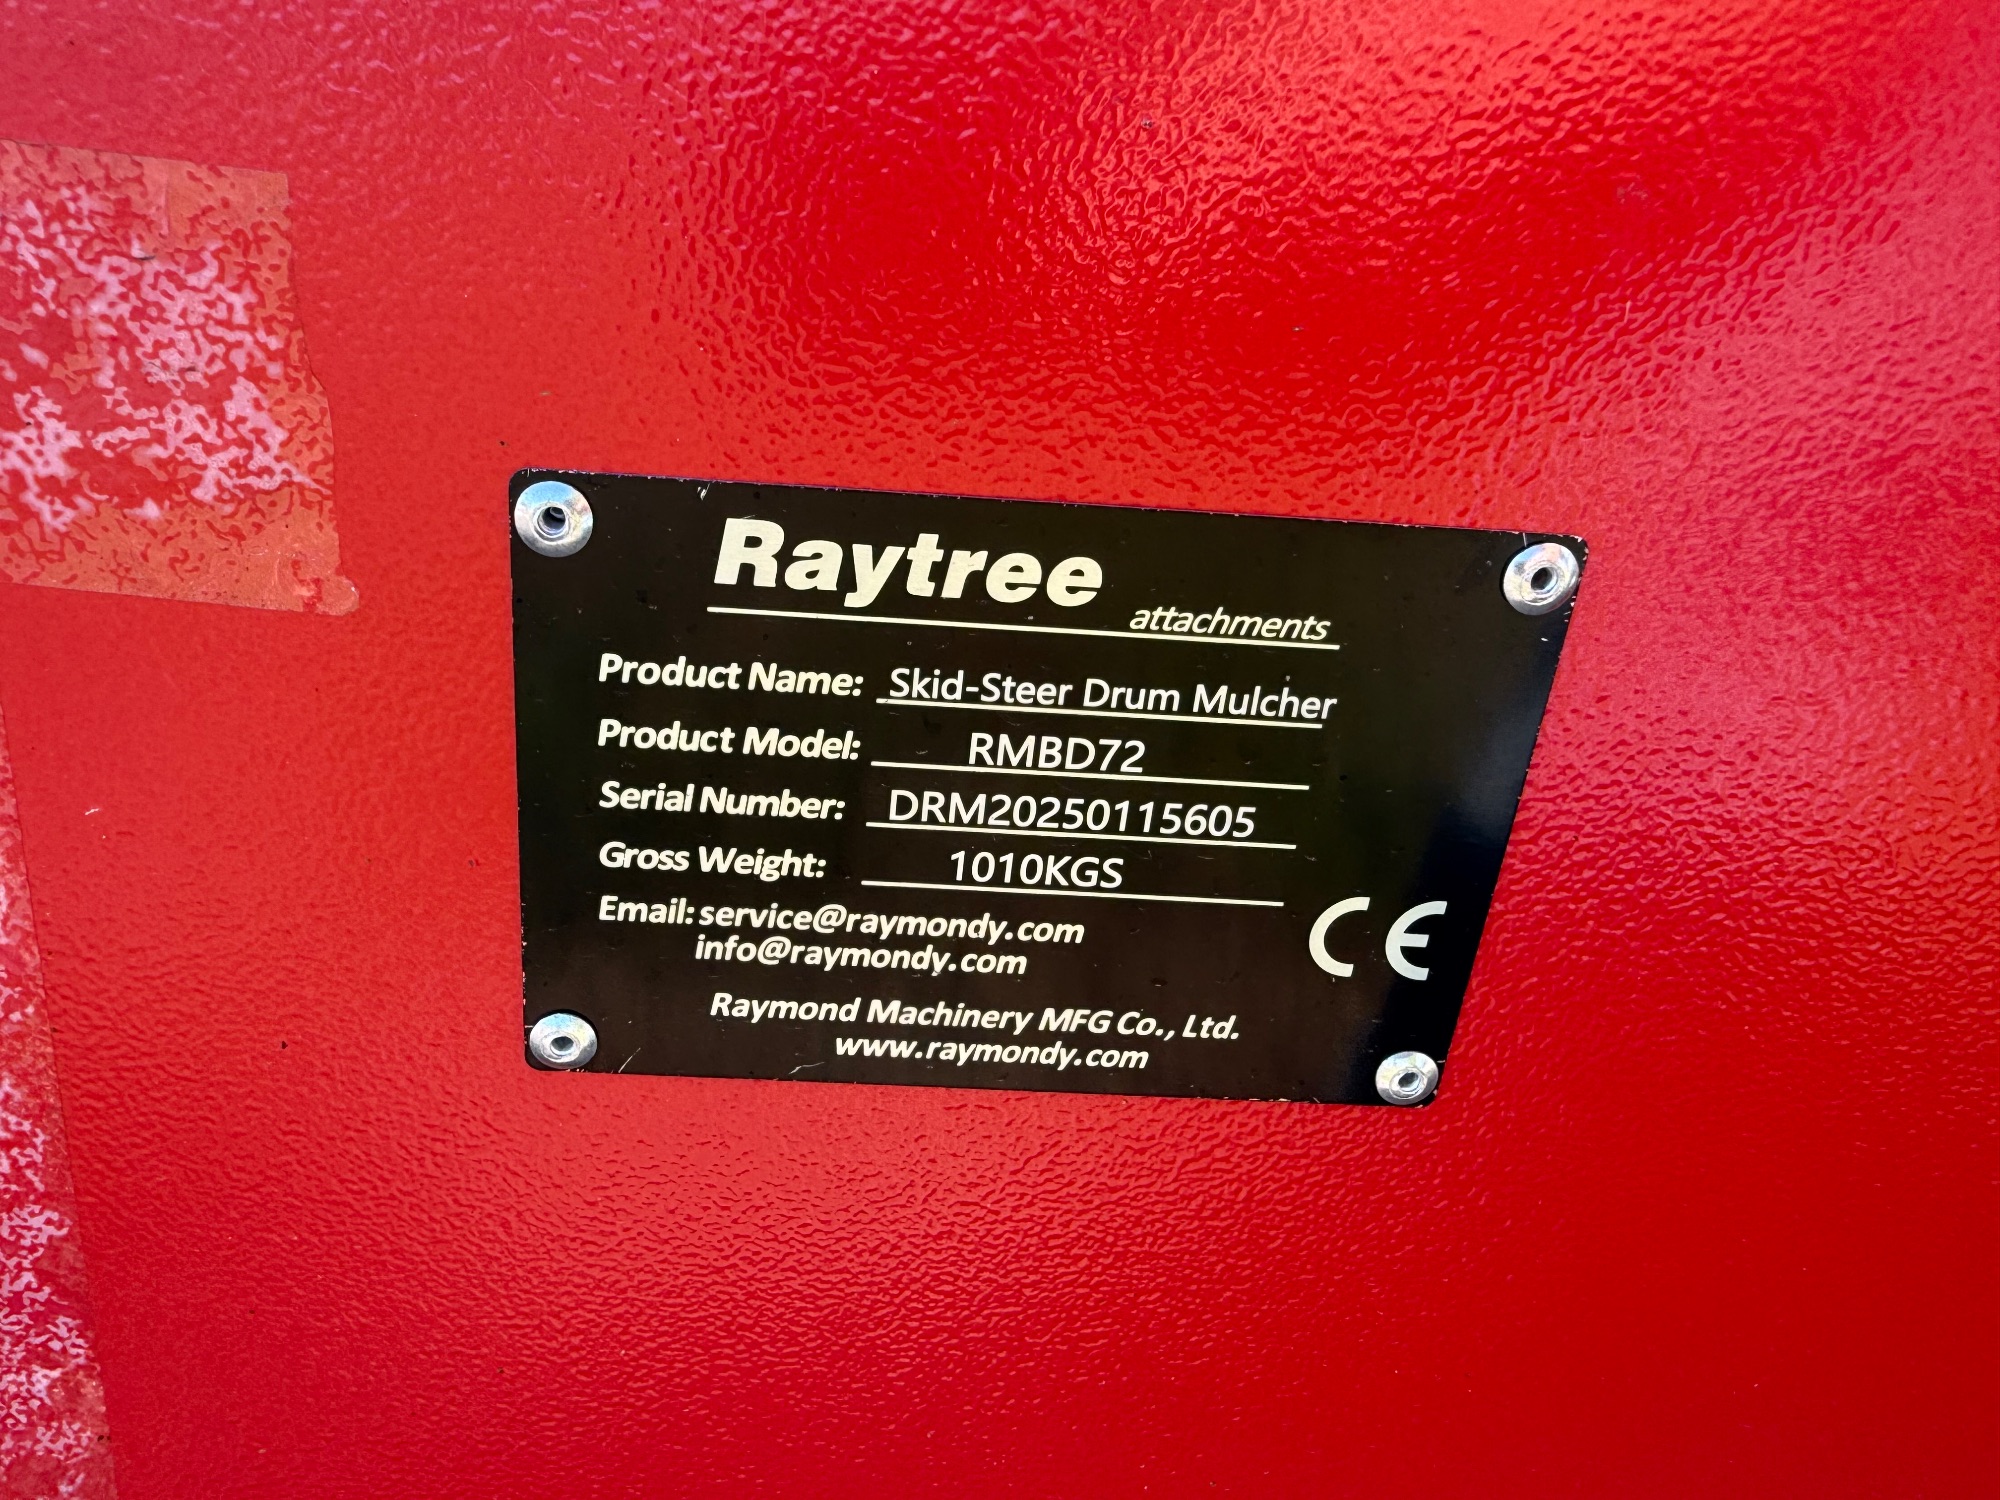 Raytree
attachments
Product Name: Skid-Steer Drum Mulcher
Product Model: RMBD72
Serial Number: DRM20250115605
Gross Weight: 1010KGS
Email: service@raymondy.com
info@raymondy.com
CE
Raymond Machinery MFG Co., Ltd.
www.raymondy.com